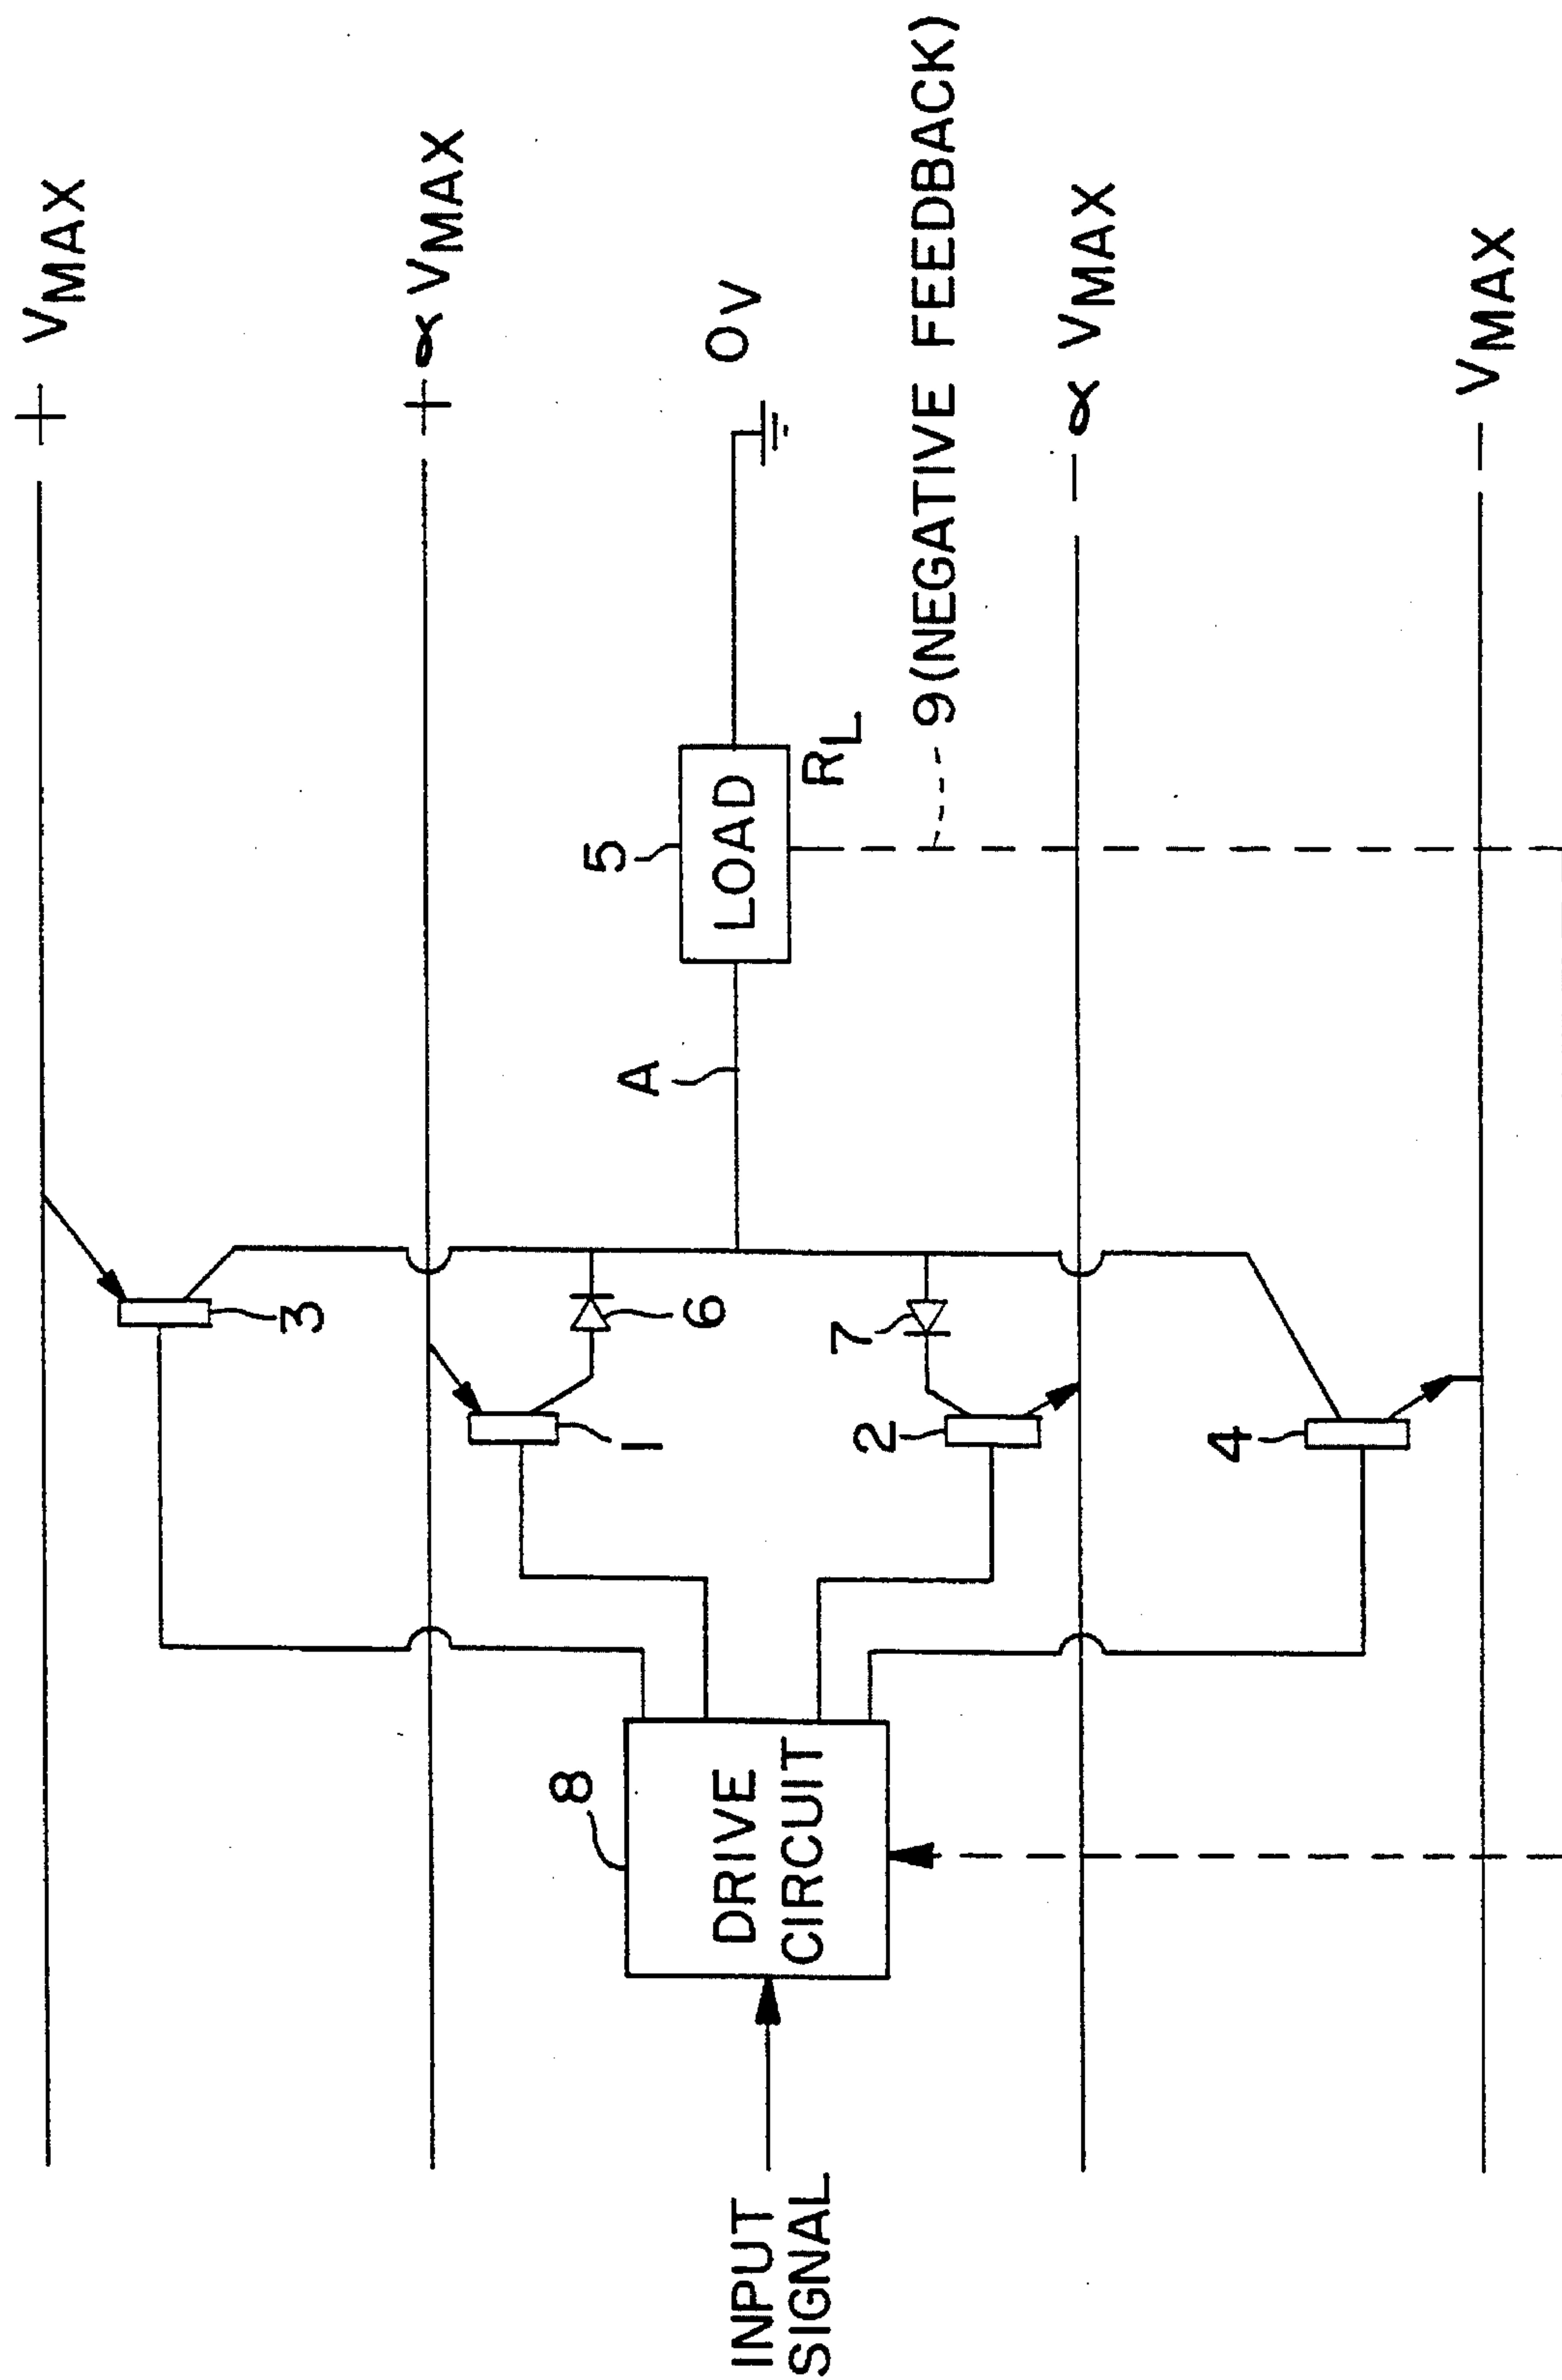 + VMAX
+ ∝ VMAX
3
1
6
A
5
LOAD
RL
0V
8
DRIVE
CIRCUIT
INPUT
SIGNAL
7
2
9(NEGATIVE FEEDBACK)
- ∝ VMAX
4
- VMAX